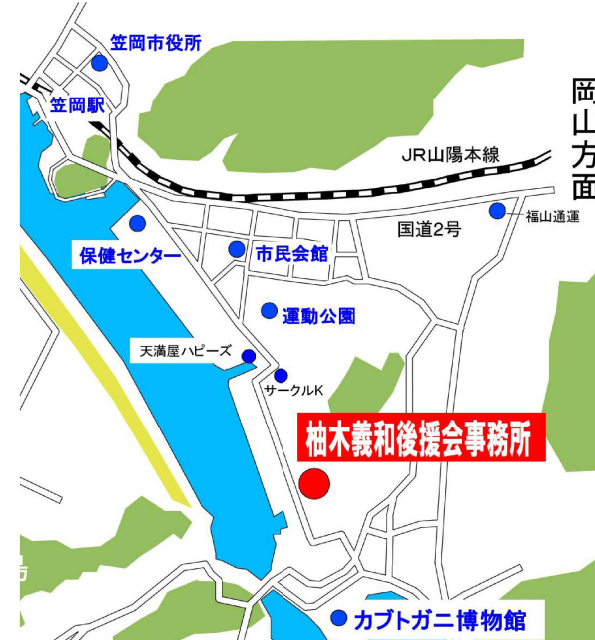 笠岡市役所
笠岡駅
岡山方面
JR山陽本線
福山通運
国道2号
保健センター
市民会館
運動公園
天満屋ハピーズ
サークルK
柚木義和後援会事務所
カブトガニ博物館